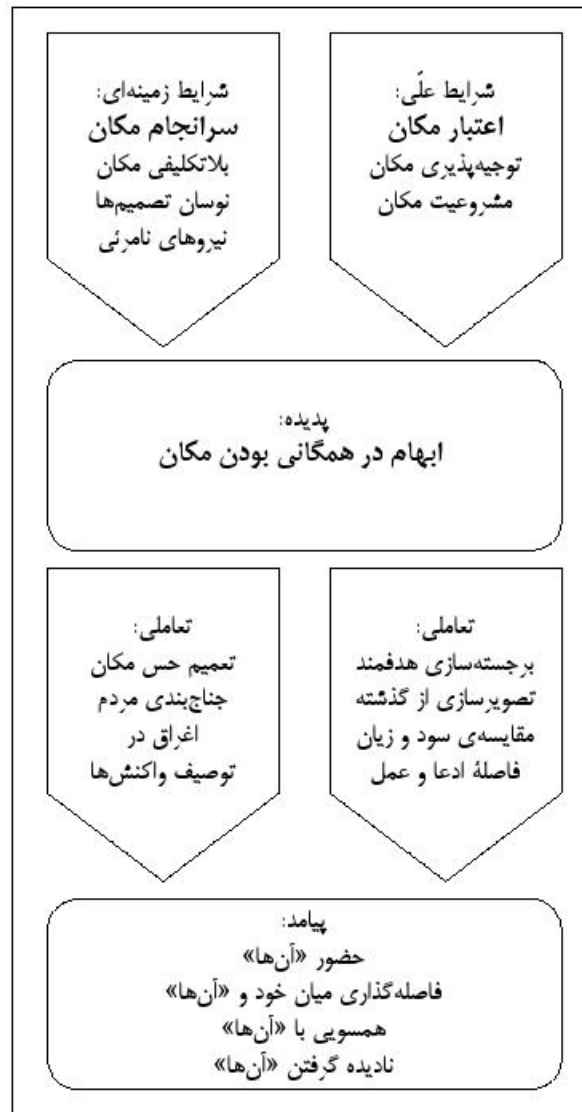 شرایط علّی:
اعتبار مکان
توجیه‌پذیری مکان
مشروعیت مکان
شرایط زمینه‌ای:
سرانجام مکان
بلاتکلیفی مکان
نوسان تصمیم‌ها
نیروهای نامرئی
پدیده:
ابهام در همگانی بودن مکان
تعاملی:
برجسته‌سازی هدفمند
تصویرسازی از گذشته
مقایسه‌ی سود و زیان
فاصلهٔ ادعا و عمل
تعاملی:
تعمیم حس مکان
جناح‌بندی مردم
اغراق در
توصیف واکنش‌ها
پیامد:
حضور «آن‌ها»
فاصله‌گذاری میان خود و «آن‌ها»
همسویی با «آن‌ها»
نادیده گرفتن «آن‌ها»